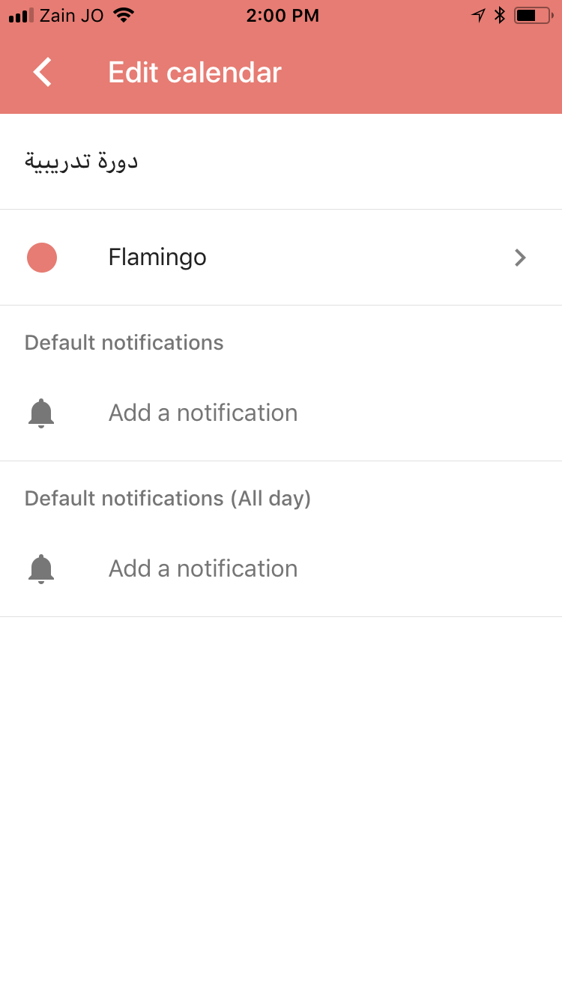 Zain JO 2:00 PM
Edit calendar
دورة تدريبية
Flamingo
Default notifications
Add a notification
Default notifications (All day)
Add a notification